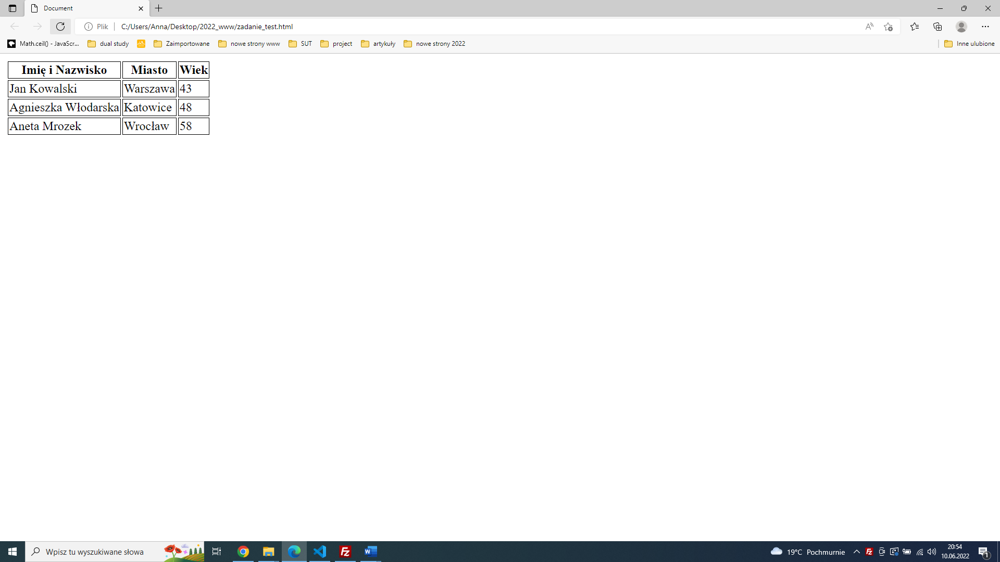 Document
Plik
C:/Users/Anna/Desktop/2022_www/zadanie_test.html
Math.ceil() - JavaScr...
dual study
Zaimportowane
nowe strony www
SUT
project
artykuły
nowe strony 2022
Inne ulubione
Imię i Nazwisko Miasto Wiek
Jan Kowalski Warszawa 43
Agnieszka Włodarska Katowice 48
Aneta Mrozek Wrocław 58
Wpisz tu wyszukiwane słowa
19°C Pochmurnie
20:54
10.06.2022
1